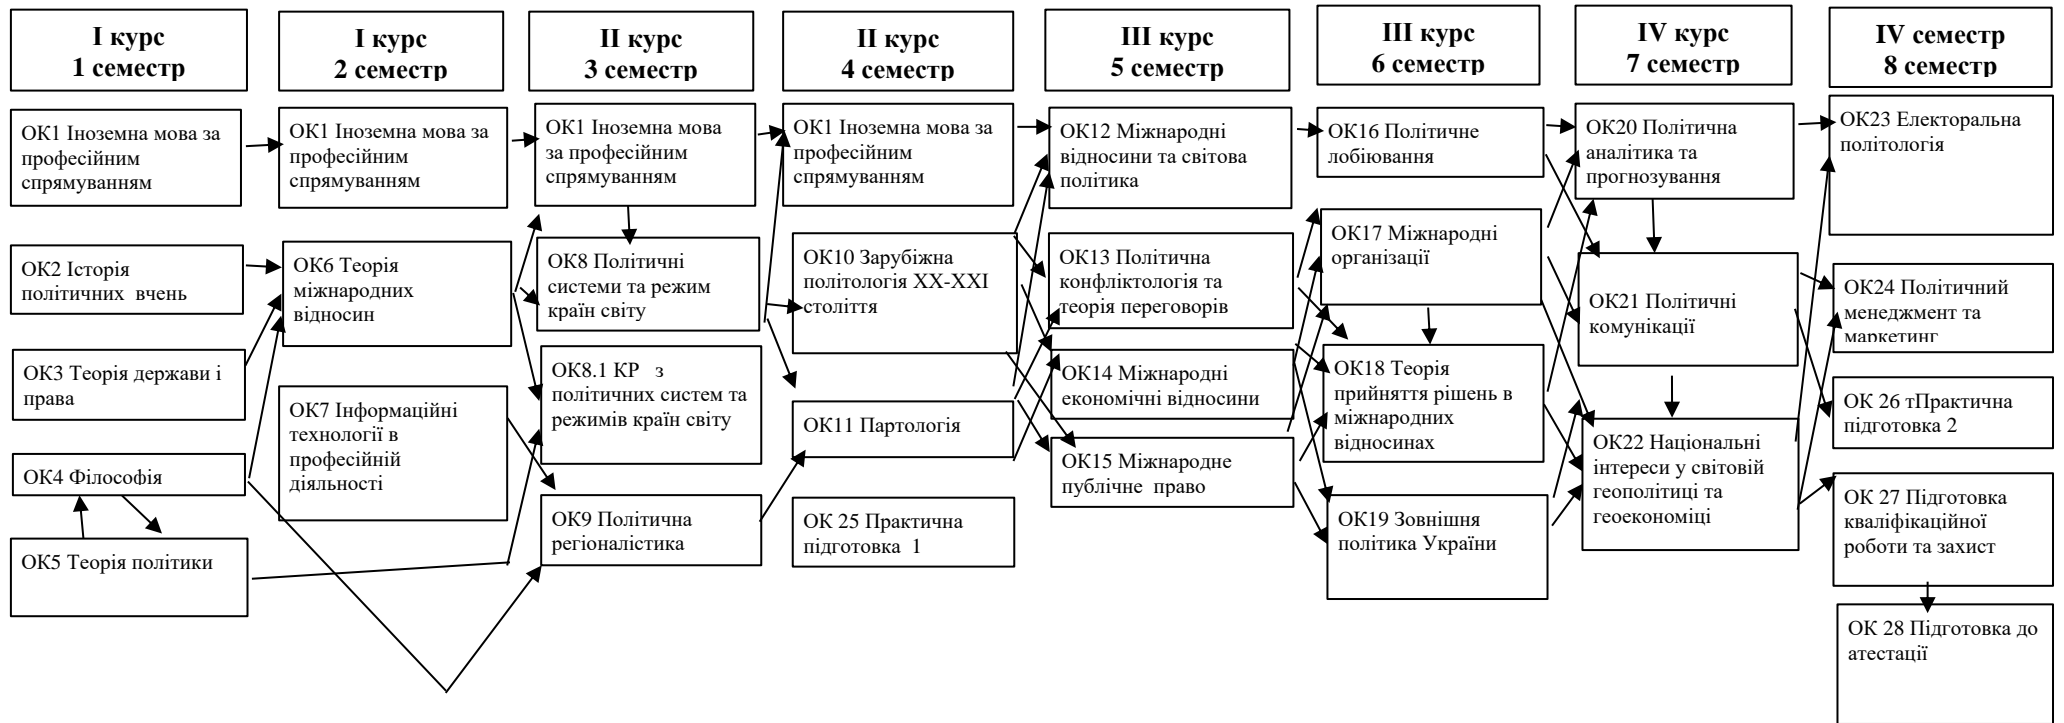 І курс
1 семестр
І курс
2 семестр
ІІ курс
3 семестр
ІІ курс
4 семестр
ІІІ курс
5 семестр
ІІІ курс
6 семестр
IV курс
7 семестр
IV семестр
8 семестр
ОК1 Іноземна мова за
професійним
спрямуванням
ОК2 Історія
політичних вчень
ОК3 Теорія держави і
права
ОК4 Філософія
ОК5 Теорія політики
ОК1 Іноземна мова за
професійним
спрямуванням
ОК6 Теорія
міжнародних
відносин
ОК7 Інформаційні
технології в
професійній
діяльності
ОК1 Іноземна мова
за професійним
спрямуванням
ОК8 Політичні
системи та режим
країн світу
ОК8.1 КР з
політичних систем та
режимів країн світу
ОК9 Політична
регіоналістика
ОК1 Іноземна мова за
професійним
спрямуванням
ОК10 Зарубіжна
політологія ХХ-ХХІ
століття
ОК11 Партологія
ОК 25 Практична
підготовка 1
ОК12 Міжнародні
відносини та світова
політика
ОК13 Політична
конфліктологія та
теорія переговорів
ОК14 Міжнародні
економічні відносини
ОК15 Міжнародне
публічне право
ОК16 Політичне
лобіювання
ОК17 Міжнародні
організації
ОК18 Теорія
прийняття рішень в
міжнародних
відносинах
ОК19 Зовнішня
політика України
ОК20 Політична
аналітика та
прогнозування
ОК21 Політичні
комунікації
ОК22 Національні
інтереси у світовій
геополітиці та
геоекономіці
ОК23 Електоральна
політологія
ОК24 Політичний
менеджмент та
маркетинг
ОК 26 тПрактична
підготовка 2
ОК 27 Підготовка
кваліфікаційної
роботи та захист
ОК 28 Підготовка до
атестації